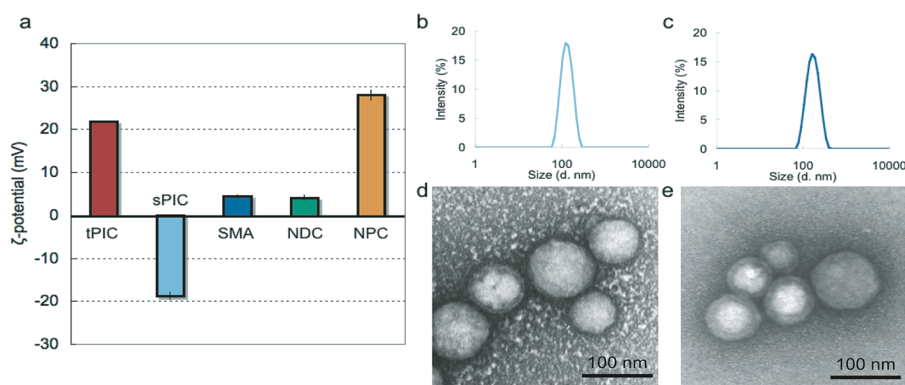 a
ζ-potential (mV)
40
30
20
10
0
-10
-20
-30
tPIC
sPIC
SMA
NDC
NPC
b
Intensity (%)
20
15
10
5
0
1
100
10000
Size (d. nm)
c
Intensity (%)
20
15
10
5
0
1
100
10000
Size (d. nm)
d
100 nm
e
100 nm